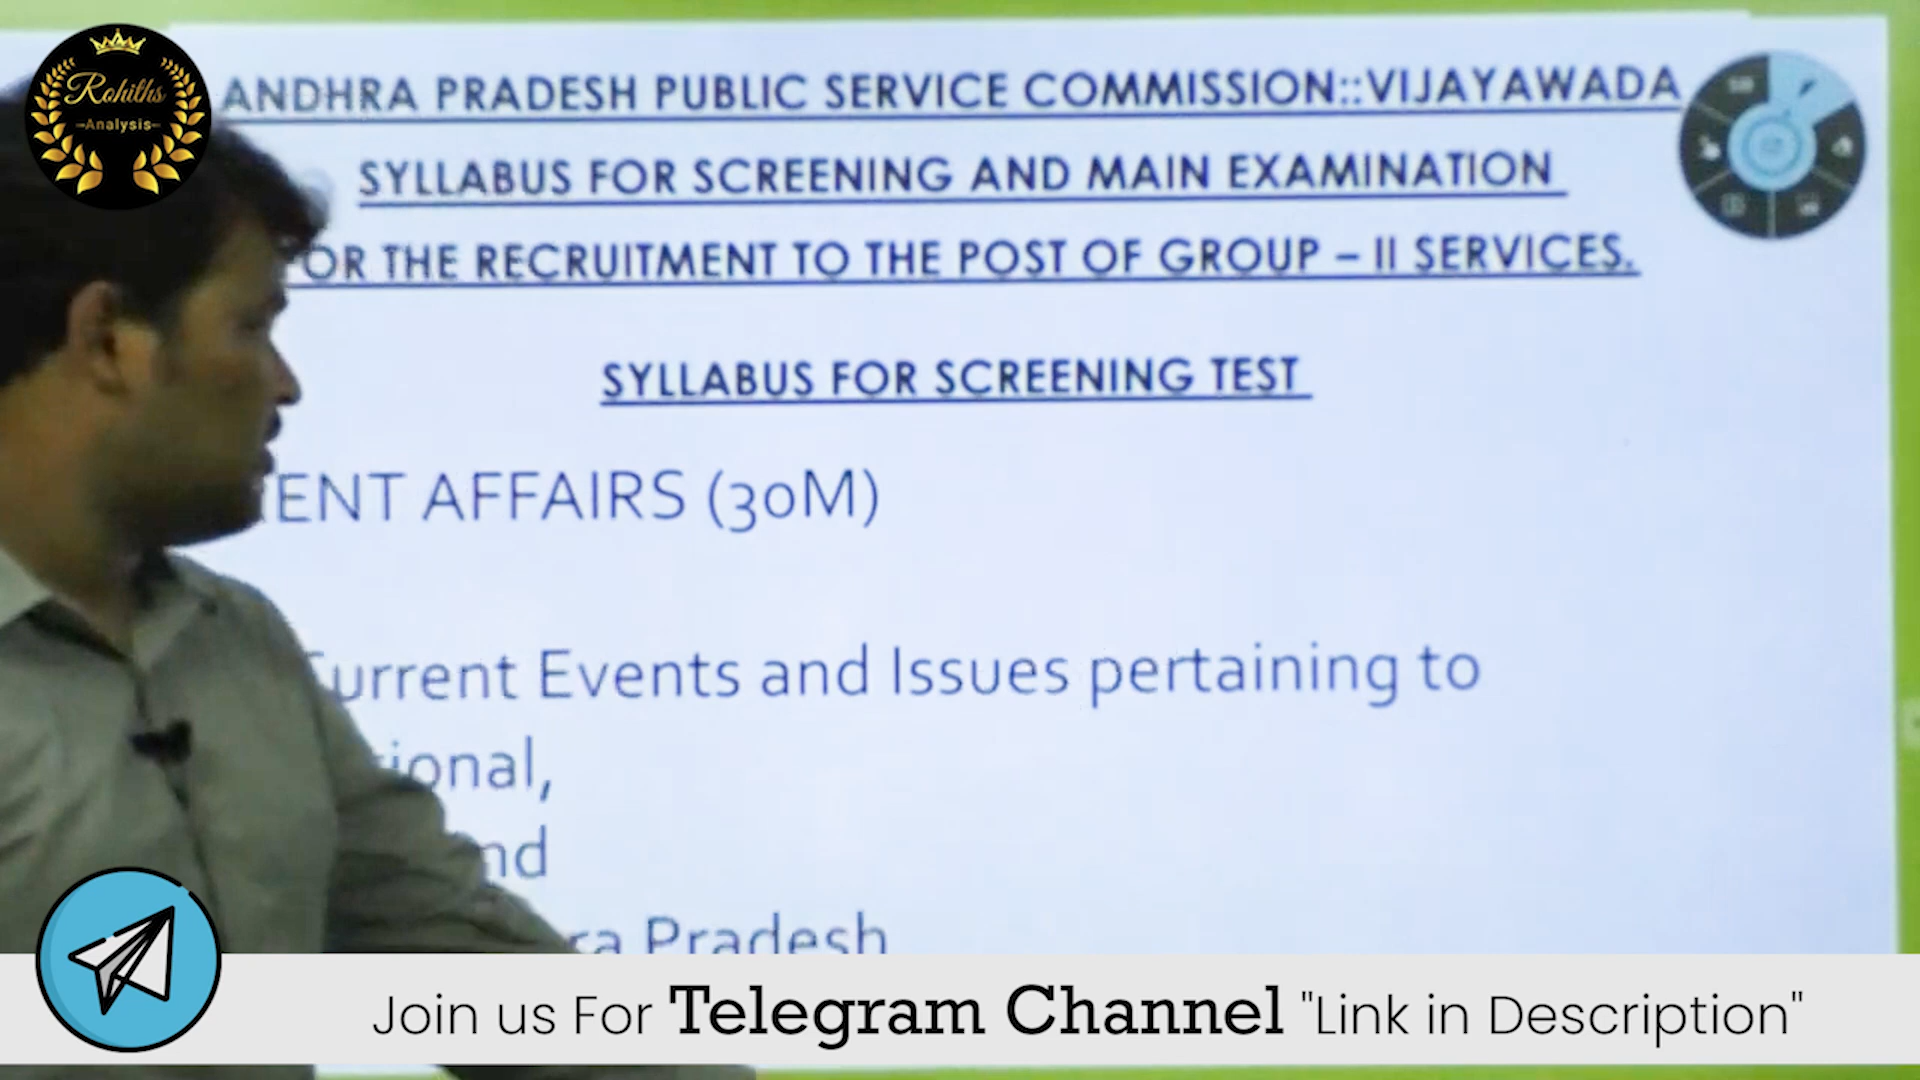 Rohiths
-Analysis-
ANDHRA PRADESH PUBLIC SERVICE COMMISSION::VIJAYAWADA
SYLLABUS FOR SCREENING AND MAIN EXAMINATION
OR THE RECRUITMENT TO THE POST OF GROUP – II SERVICES.
SYLLABUS FOR SCREENING TEST
ENT AFFAIRS (30M)
urrent Events and Issues pertaining to
ional,
nd
ra Pradesh
Join us For Telegram Channel "Link in Description"